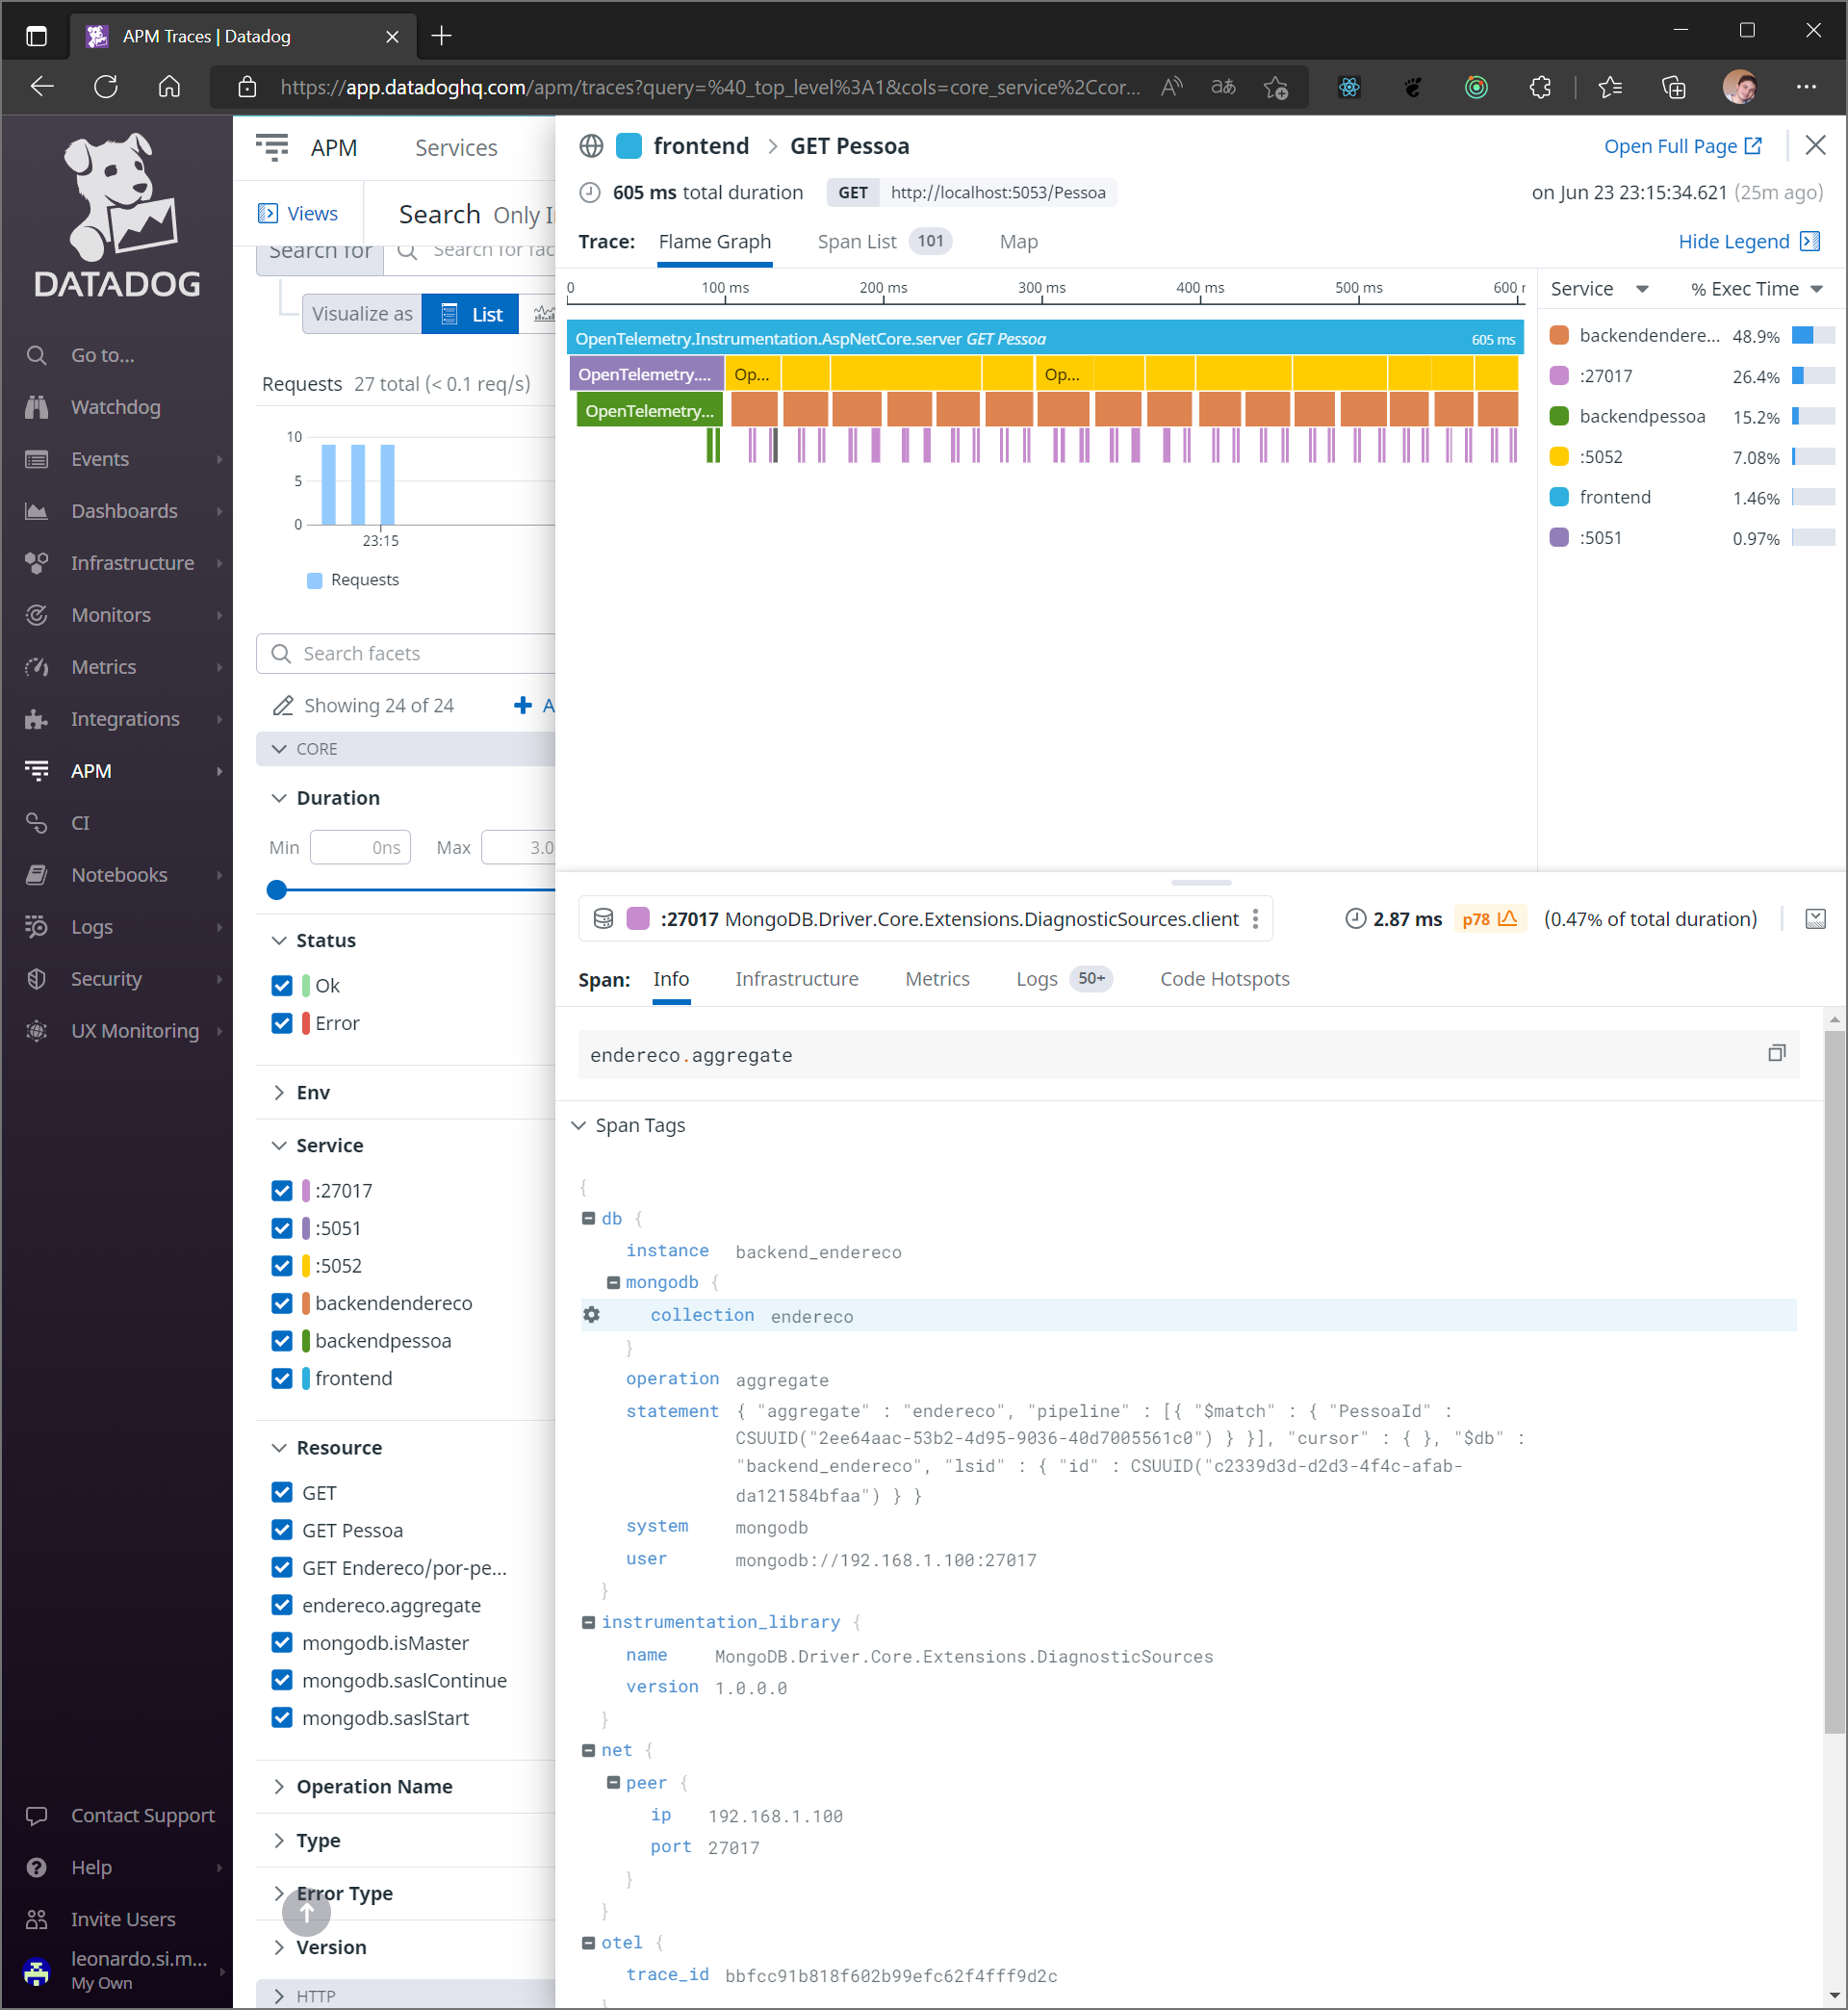 APM Traces | Datadog
https://app.datadoghq.com/apm/traces?query=%40_top_level%3A1&cols=core_service%2Ccor...
DATADOG
Go to...
Watchdog
Events
Dashboards
Infrastructure
Monitors
Metrics
Integrations
APM
CI
Notebooks
Logs
Security
UX Monitoring
Contact Support
Help
Invite Users
leonardo.si.m...
My Own
APM Services
Views
Search Only I
Search for Search for fac
Visualize as List
Requests 27 total (< 0.1 req/s)
10
5
0
23:15
Requests
Search facets
Showing 24 of 24 A
CORE
Duration
Min 0ns Max 3.0
Status
Ok
Error
Env
Service
:27017
:5051
:5052
backendendereco
backendpessoa
frontend
Resource
GET
GET Pessoa
GET Endereco/por-pe...
endereco.aggregate
mongodb.isMaster
mongodb.saslContinue
mongodb.saslStart
Operation Name
Type
Error Type
Version
HTTP
frontend > GET Pessoa
Open Full Page
605 ms total duration GET http://localhost:5053/Pessoa
on Jun 23 23:15:34.621 (25m ago)
Trace: Flame Graph Span List 101 Map
Hide Legend
0 100 ms 200 ms 300 ms 400 ms 500 ms 600
OpenTelemetry.Instrumentation.AspNetCore.server GET Pessoa 605 ms
OpenTelemetry.... Op... Op...
OpenTelemetry...
Service % Exec Time
backendendere... 48.9%
:27017 26.4%
backendpessoa 15.2%
:5052 7.08%
frontend 1.46%
:5051 0.97%
:27017 MongoDB.Driver.Core.Extensions.DiagnosticSources.client
2.87 ms p78 (0.47% of total duration)
Span: Info Infrastructure Metrics Logs 50+ Code Hotspots
endereco.aggregate
Span Tags
{
db {
instance backend_endereco
mongodb {
collection endereco
}
operation aggregate
statement { "aggregate" : "endereco", "pipeline" : [{ "$match" : { "PessoaId" :
CSUUID("2ee64aac-53b2-4d95-9036-40d7005561c0") } }], "cursor" : { }, "$db" :
"backend_endereco", "lsid" : { "id" : CSUUID("c2339d3d-d2d3-4f4c-afab-
da121584bfaa") } }
system mongodb
user mongodb://192.168.1.100:27017
}
instrumentation_library {
name MongoDB.Driver.Core.Extensions.DiagnosticSources
version 1.0.0.0
}
net {
peer {
ip 192.168.1.100
port 27017
}
}
otel {
trace_id bbfcc91b818f602b99efc62f4fff9d2c
}